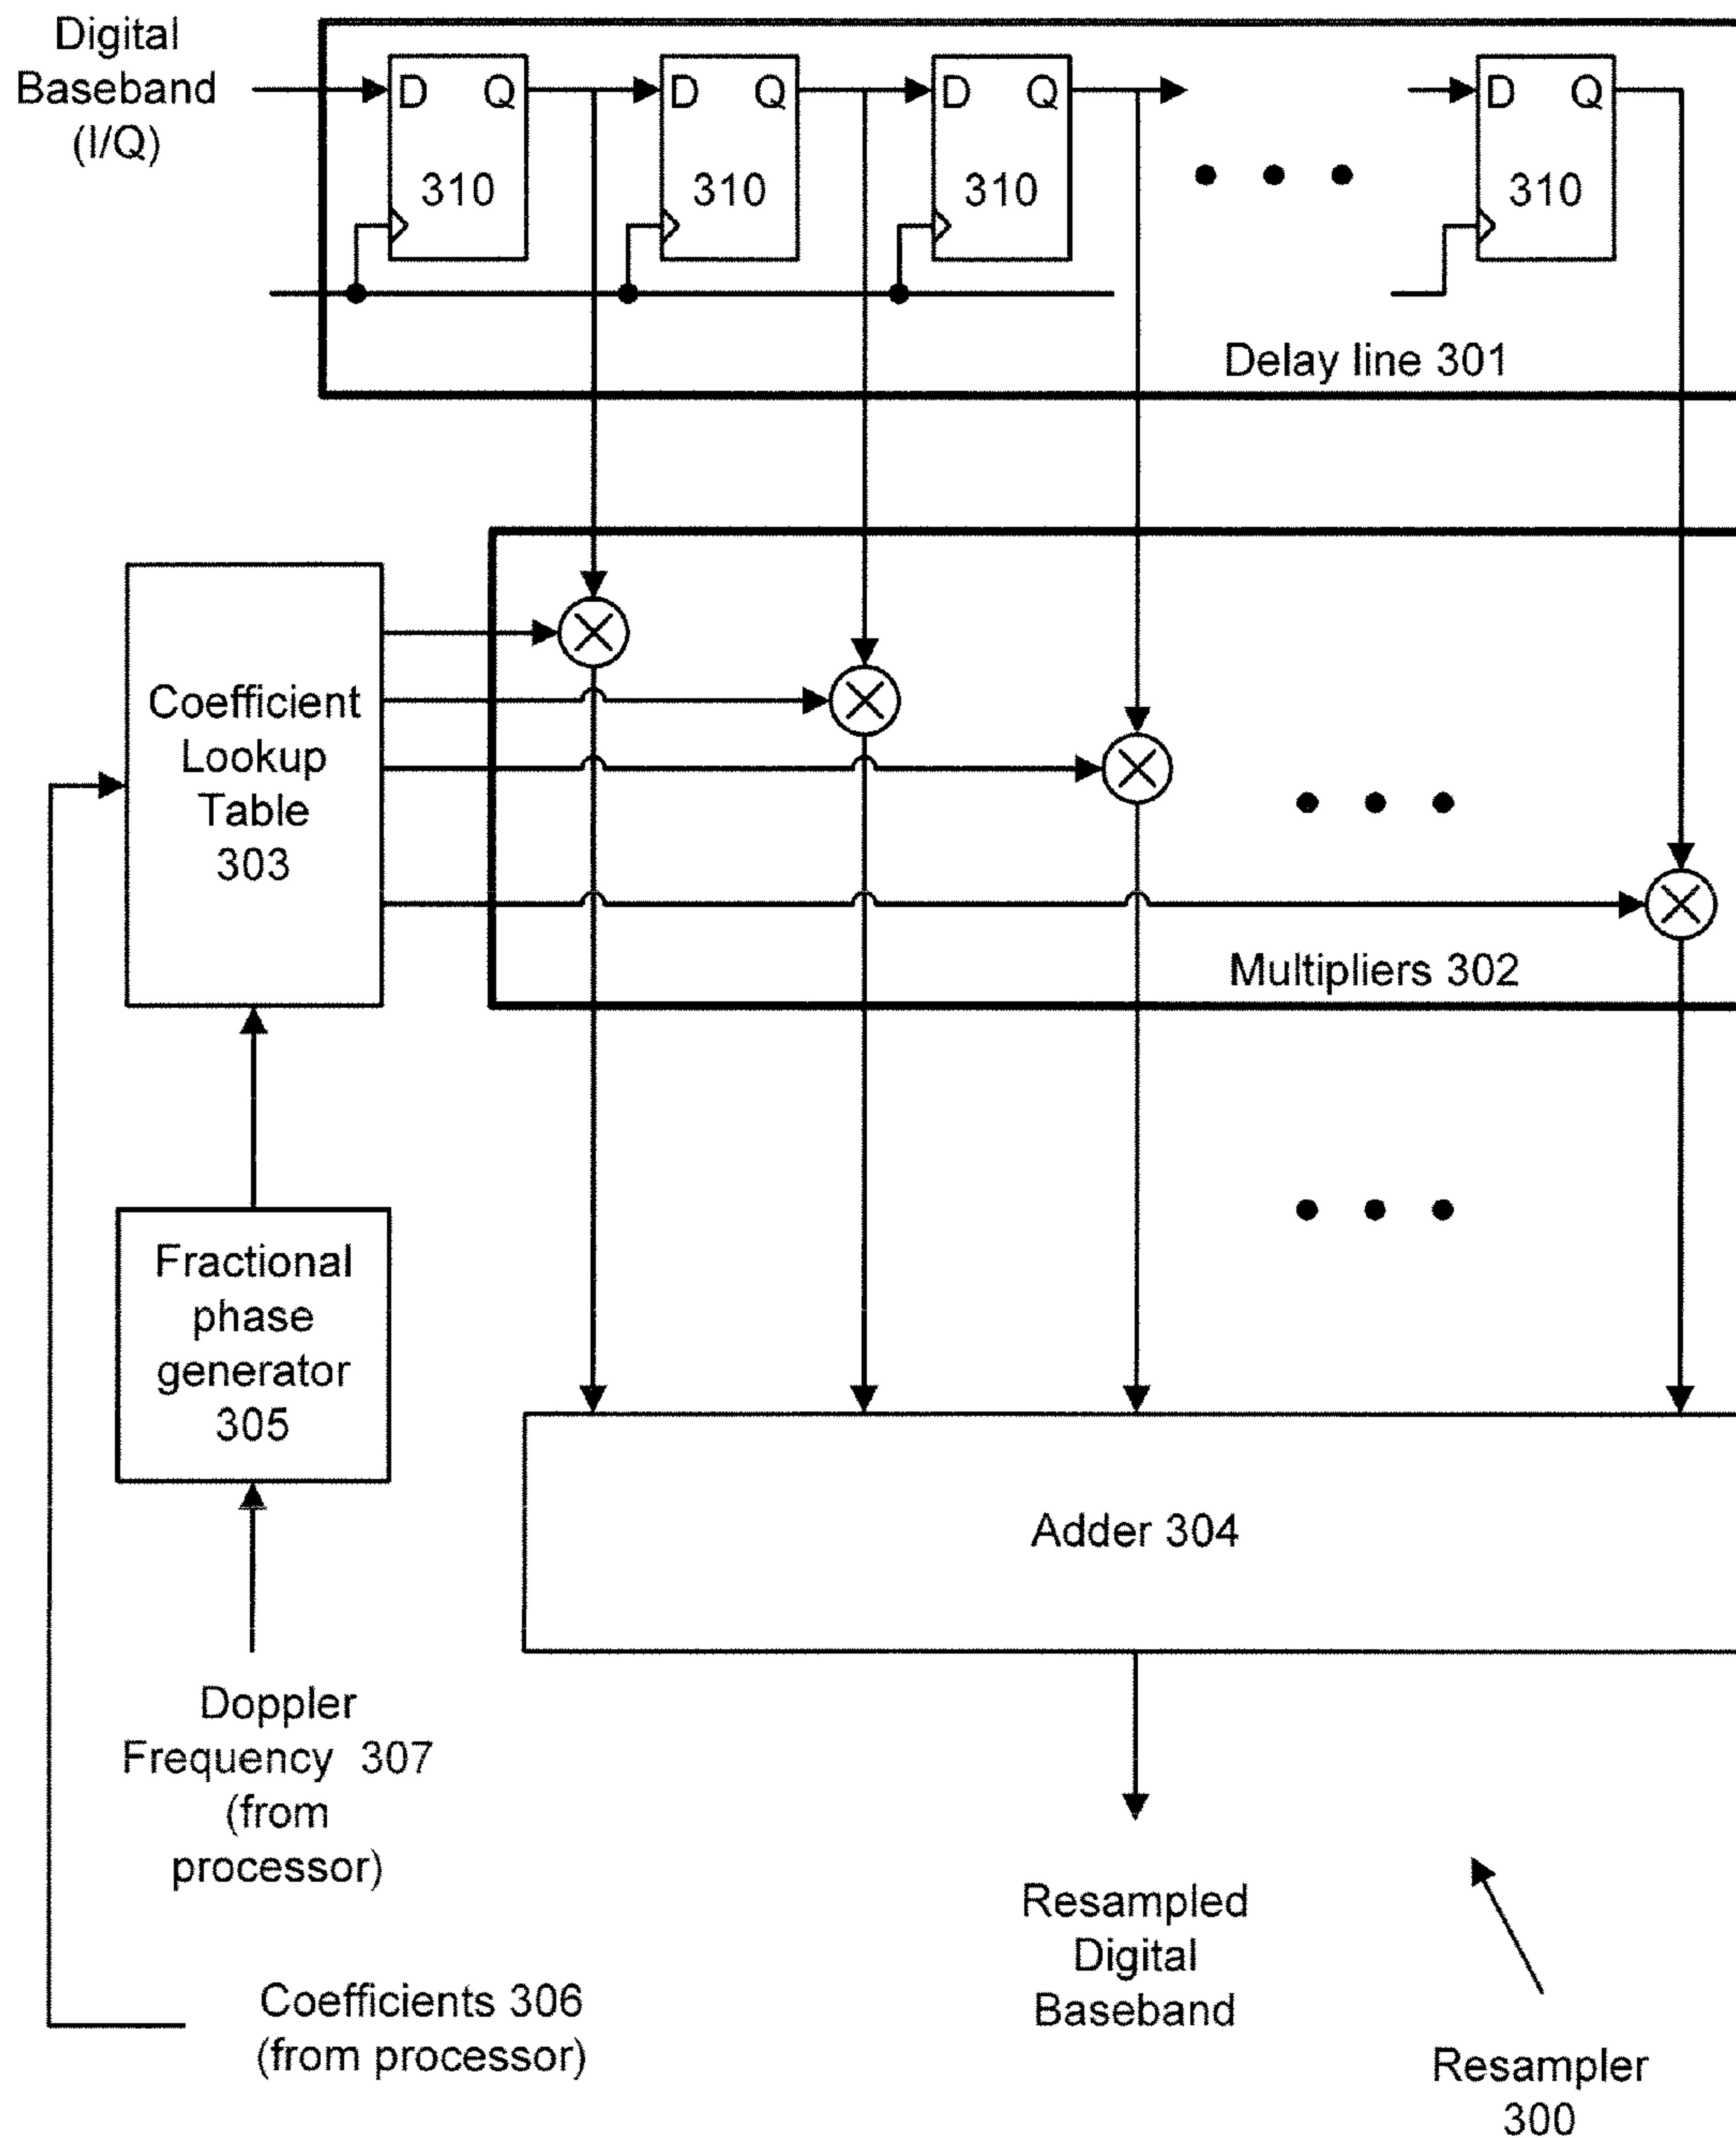 Digital
Baseband
(I/Q)
D Q
310
D Q
310
D Q
310
D Q
310
Delay line 301
Coefficient
Lookup
Table
303
Multipliers 302
Fractional
phase
generator
305
Adder 304
Doppler
Frequency 307
(from
processor)
Coefficients 306
(from processor)
Resampled
Digital
Baseband
Resampler
300